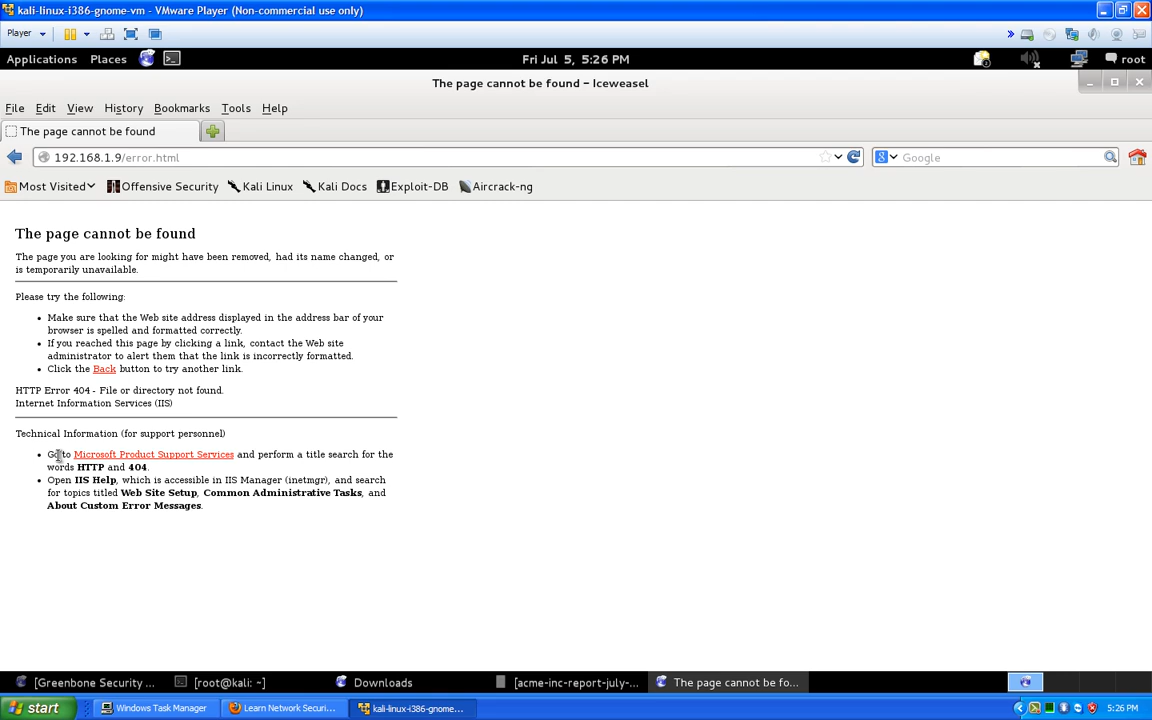 kali-linux-i386-gnome-vm - VMware Player (Non-commercial use only)
Player
Applications Places Fri Jul 5, 5:26 PM root
The page cannot be found - Iceweasel
File Edit View History Bookmarks Tools Help
The page cannot be found
192.168.1.9/error.html Google
Most Visited Offensive Security Kali Linux Kali Docs Exploit-DB Aircrack-ng
The page cannot be found
The page you are looking for might have been removed, had its name changed, or
is temporarily unavailable.
Please try the following:
• Make sure that the Web site address displayed in the address bar of your
browser is spelled and formatted correctly.
• If you reached this page by clicking a link, contact the Web site
administrator to alert them that the link is incorrectly formatted.
• Click the Back button to try another link.
HTTP Error 404 - File or directory not found.
Internet Information Services (IIS)
Technical Information (for support personnel)
• Go to Microsoft Product Support Services and perform a title search for the
words HTTP and 404.
• Open IIS Help, which is accessible in IIS Manager (inetmgr), and search
for topics titled Web Site Setup, Common Administrative Tasks, and
About Custom Error Messages.
[Greenbone Security ... [root@kali: ~] Downloads [acme-inc-report-july-... The page cannot be fo...
start Windows Task Manager Learn Network Securi... kali-linux-i386-gnome... 5:26 PM